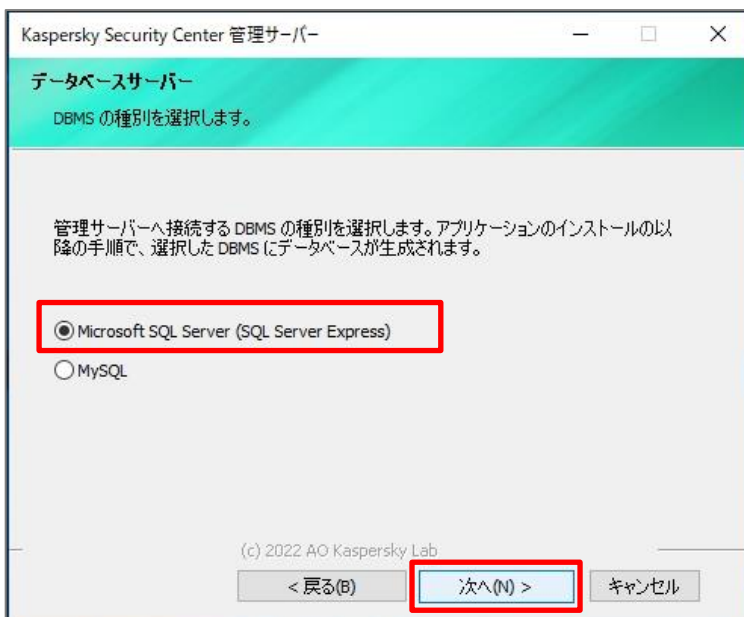 Kaspersky Security Center 管理サーバー
データベースサーバー
DBMS の種別を選択します。
管理サーバーへ接続する DBMS の種別を選択します。アプリケーションのインストールの以
降の手順で、選択した DBMS にデータベースが生成されます。
Microsoft SQL Server (SQL Server Express)
MySQL
(c) 2022 AO Kaspersky Lab
< 戻る(B)
次へ(N) >
キャンセル